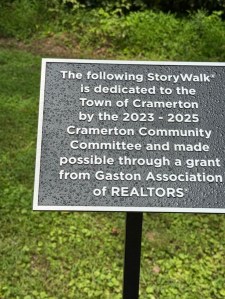 The following StoryWalk®
is dedicated to the
Town of Cramerton
by the 2023 - 2025
Cramerton Community
Committee and made
possible through a grant
from Gaston Association
of REALTORS®